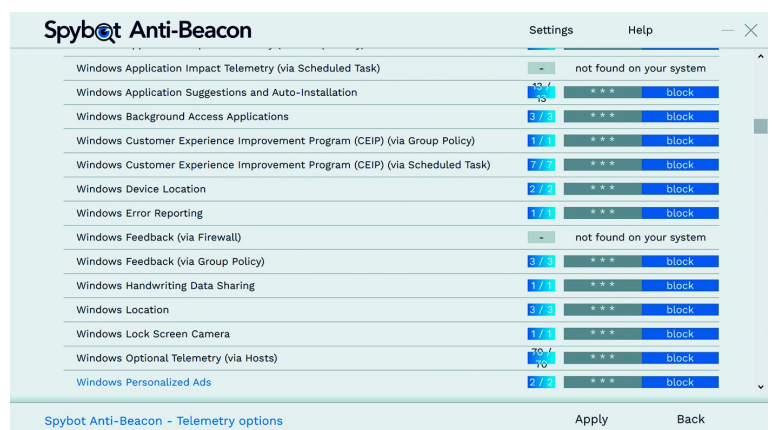 Spybot Anti-Beacon
Settings Help
Windows Application Impact Telemetry (via Scheduled Task) - not found on your system
Windows Application Suggestions and Auto-Installation 13 / 13 * * * block
Windows Background Access Applications 3 / 3 * * * block
Windows Customer Experience Improvement Program (CEIP) (via Group Policy) 1 / 1 * * * block
Windows Customer Experience Improvement Program (CEIP) (via Scheduled Task) 7 / 7 * * * block
Windows Device Location 2 / 2 * * * block
Windows Error Reporting 1 / 1 * * * block
Windows Feedback (via Firewall) - not found on your system
Windows Feedback (via Group Policy) 3 / 3 * * * block
Windows Handwriting Data Sharing 1 / 1 * * * block
Windows Location 3 / 3 * * * block
Windows Lock Screen Camera 1 / 1 * * * block
Windows Optional Telemetry (via Hosts) 70 / 70 * * * block
Windows Personalized Ads 2 / 2 * * * block
Spybot Anti-Beacon - Telemetry options
Apply Back